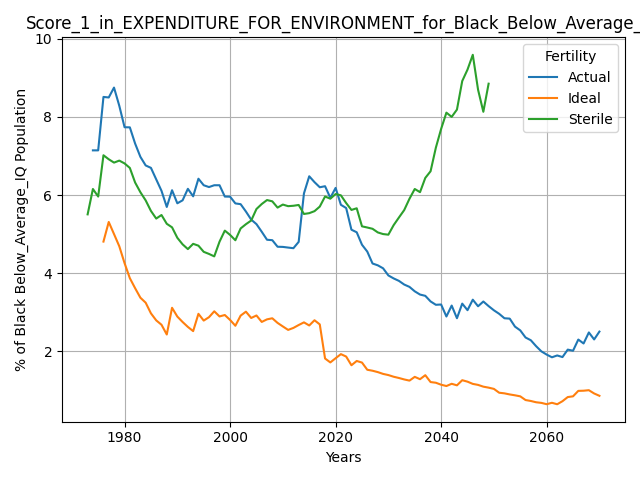 Score_1_in_EXPENDITURE_FOR_ENVIRONMENT_for_Black_Below_Average_
10
8
6
4
2
% of Black Below_Average_IQ Population
Fertility
Actual
Ideal
Sterile
1980 2000 2020 2040 2060
Years